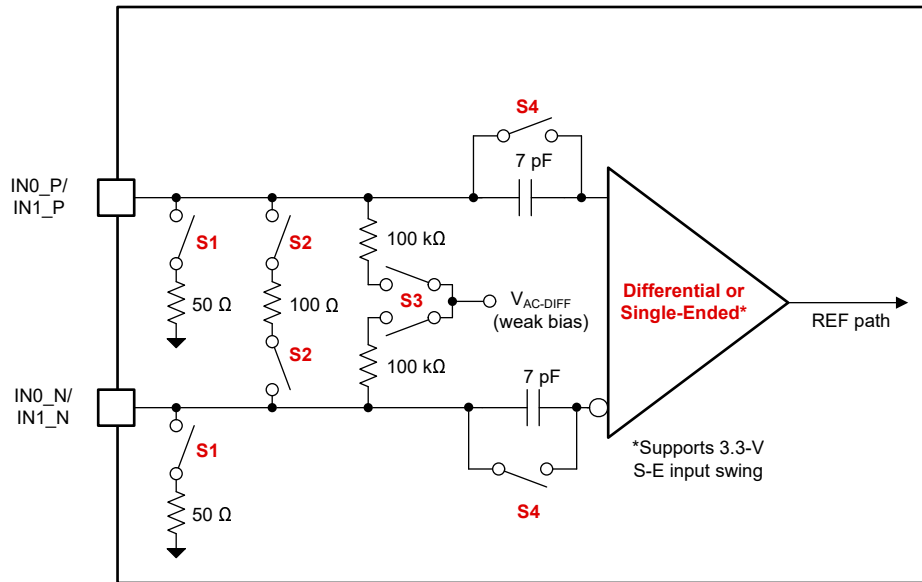 S4
7 pF
IN0_P/
IN1_P
S1
S2
100 kΩ
50 Ω
100 Ω
S3
V_AC-DIFF
(weak bias)
Differential or
Single-Ended*
REF path
S2
100 kΩ
7 pF
IN0_N/
IN1_N
S1
*Supports 3.3-V
S-E input swing
50 Ω
S4